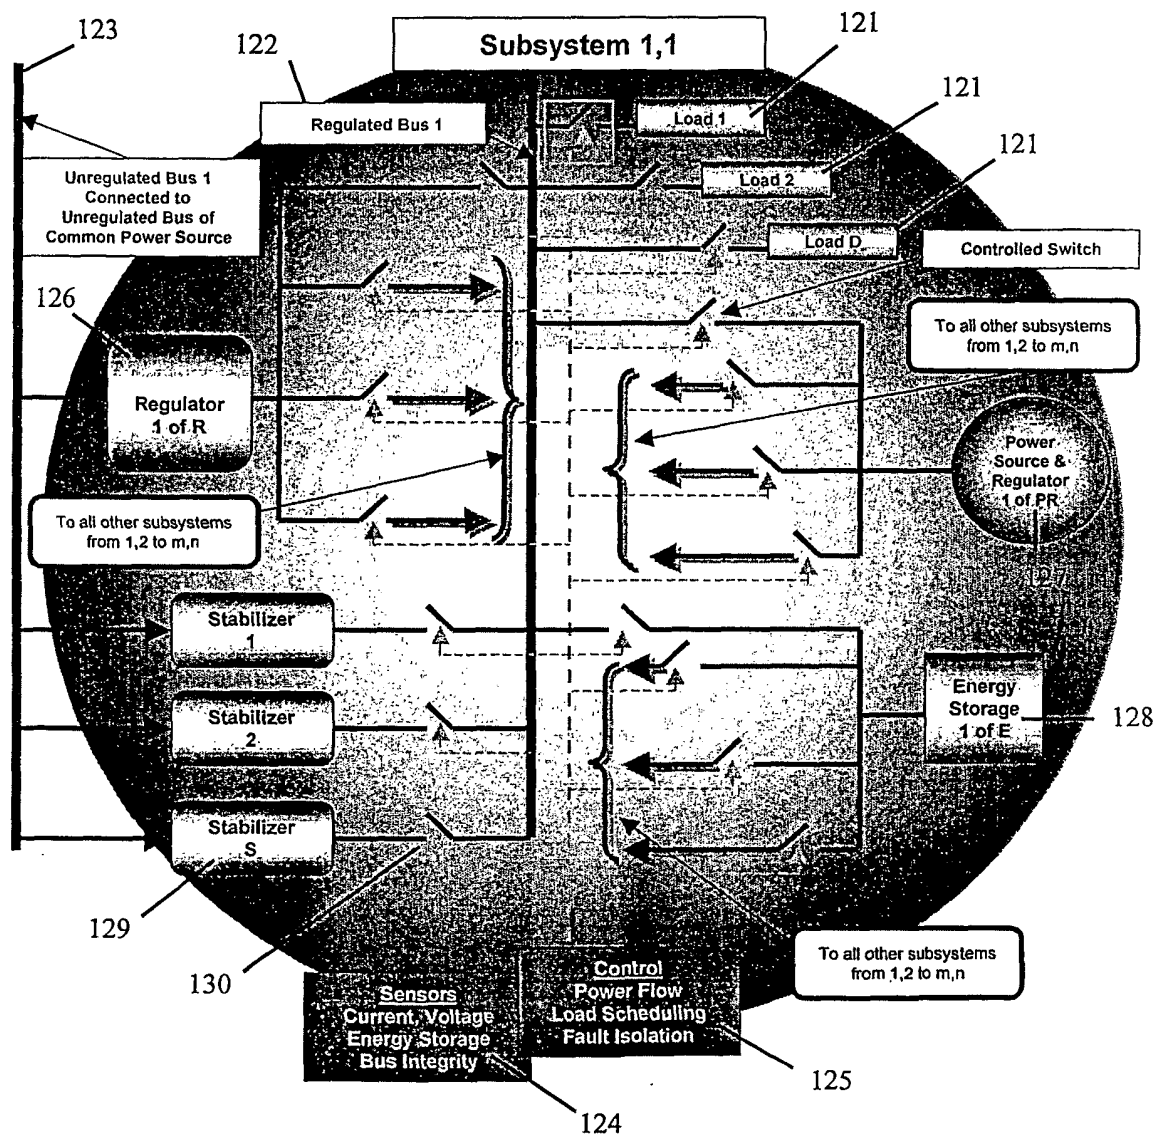 123
122
Subsystem 1,1
121
121
121
Regulated Bus 1
Load 1
Load 2
Load D
Unregulated Bus 1
Connected to
Unregulated Bus of
Common Power Source
Controlled Switch
126
To all other subsystems
from 1,2 to m,n
Regulator
1 of R
Power
Source &
Regulator
1 of PR
127
To all other subsystems
from 1,2 to m,n
Stabilizer
1
Stabilizer
2
Stabilizer
S
Energy
Storage
1 of E
128
129
130
To all other subsystems
from 1,2 to m,n
Sensors
Current, Voltage
Energy Storage
Bus Integrity
Control
Power Flow
Load Scheduling
Fault Isolation
125
124